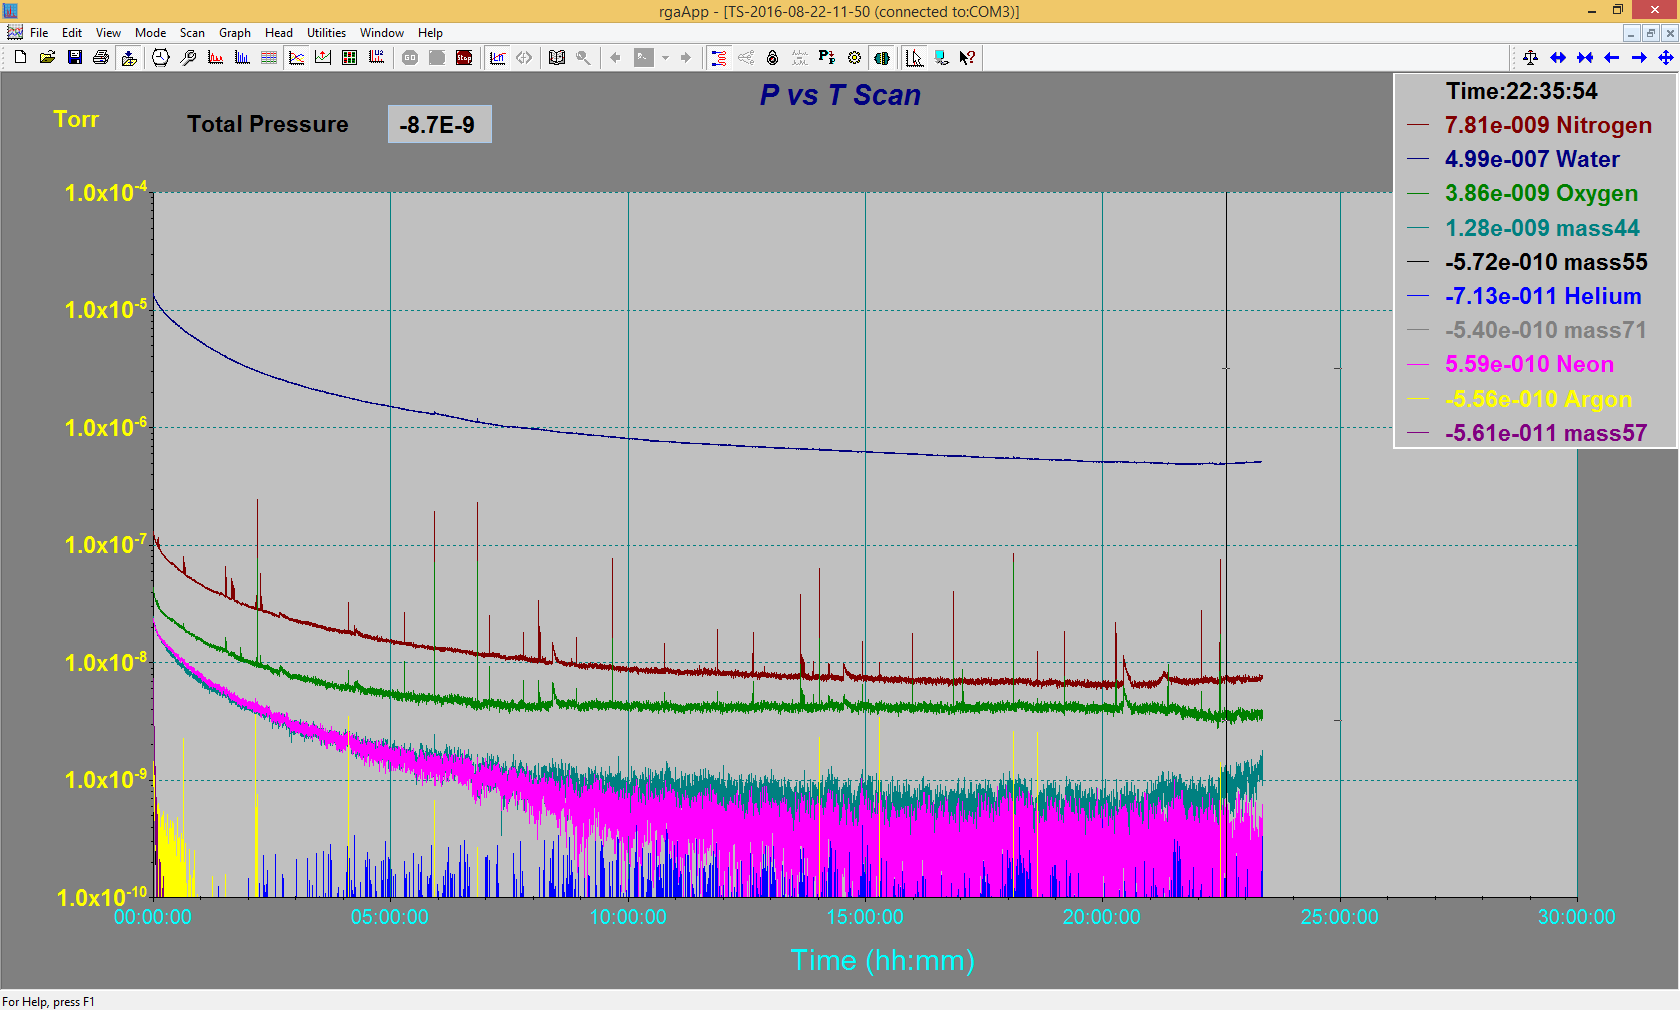 rgaApp - [TS-2016-08-22-11-50 (connected to:COM3)]
File Edit View Mode Scan Graph Head Utilities Window Help
GO Stop
P vs T Scan
Torr
Total Pressure -8.7E-9
Time:22:35:54
7.81e-009 Nitrogen
4.99e-007 Water
3.86e-009 Oxygen
1.28e-009 mass44
-5.72e-010 mass55
-7.13e-011 Helium
-5.40e-010 mass71
5.59e-010 Neon
-5.56e-010 Argon
-5.61e-011 mass57
1.0x10-4
1.0x10-5
1.0x10-6
1.0x10-7
1.0x10-8
1.0x10-9
1.0x10-10
00:00:00 05:00:00 10:00:00 15:00:00 20:00:00 25:00:00 30:00:00
Time (hh:mm)
For Help, press F1